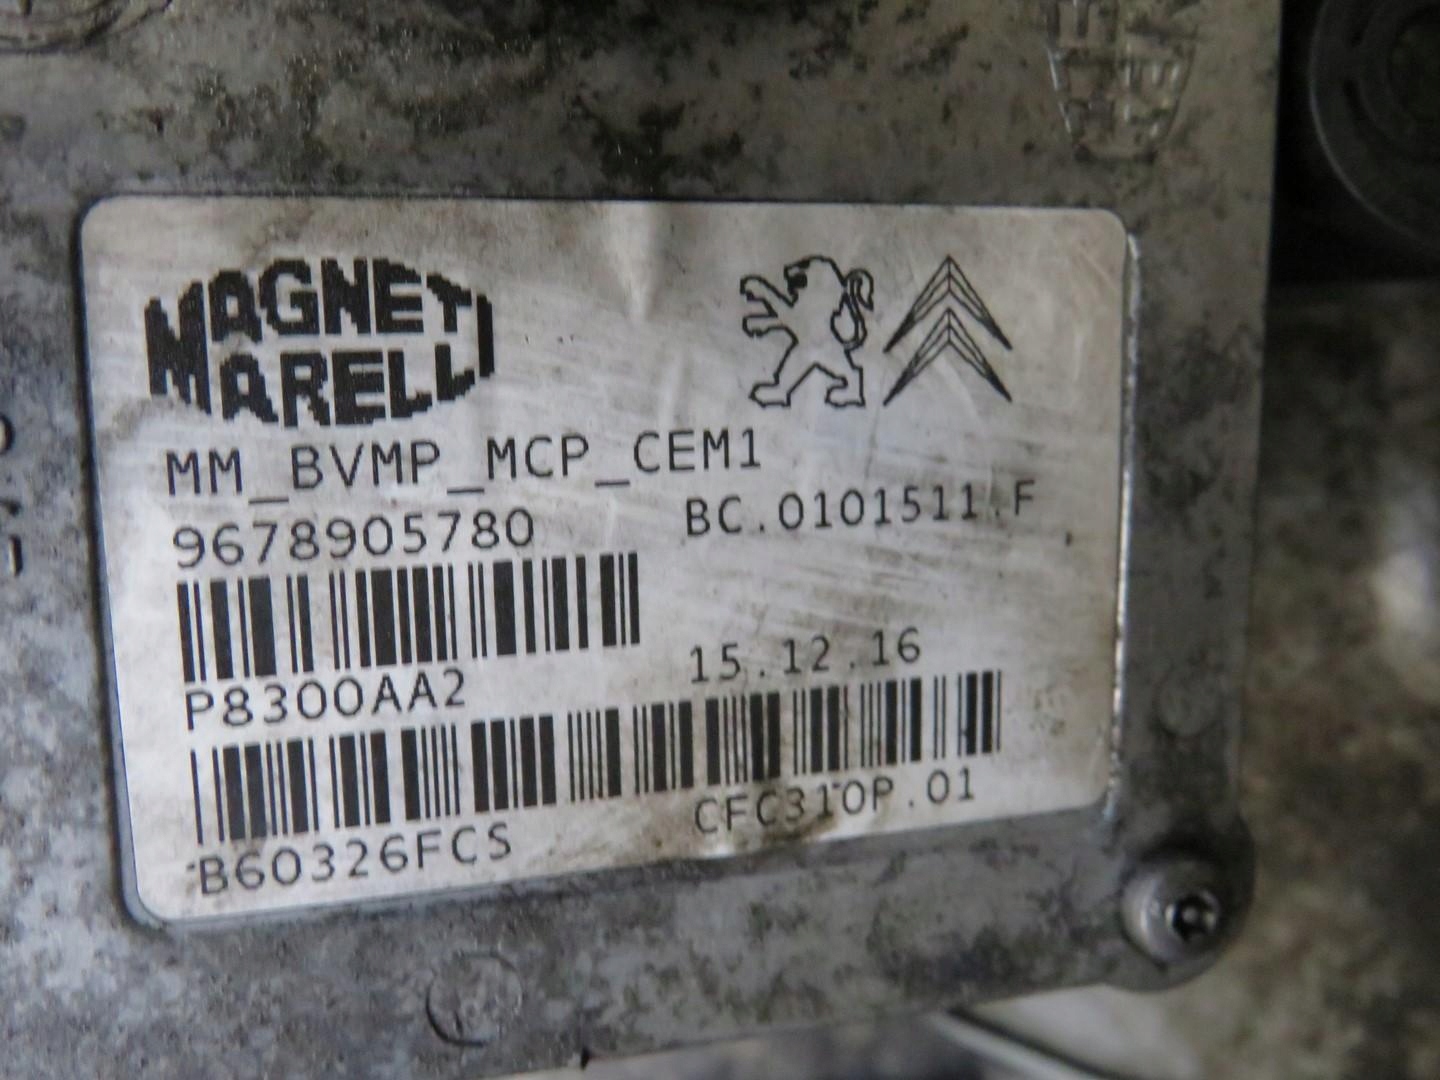 MAGNETI
MARELLI
MM_BVMP_MCP_CEM1
9678905780
BC.0101511.F
P8300AA2
15.12.16
B60326FCS
CFC310P.01